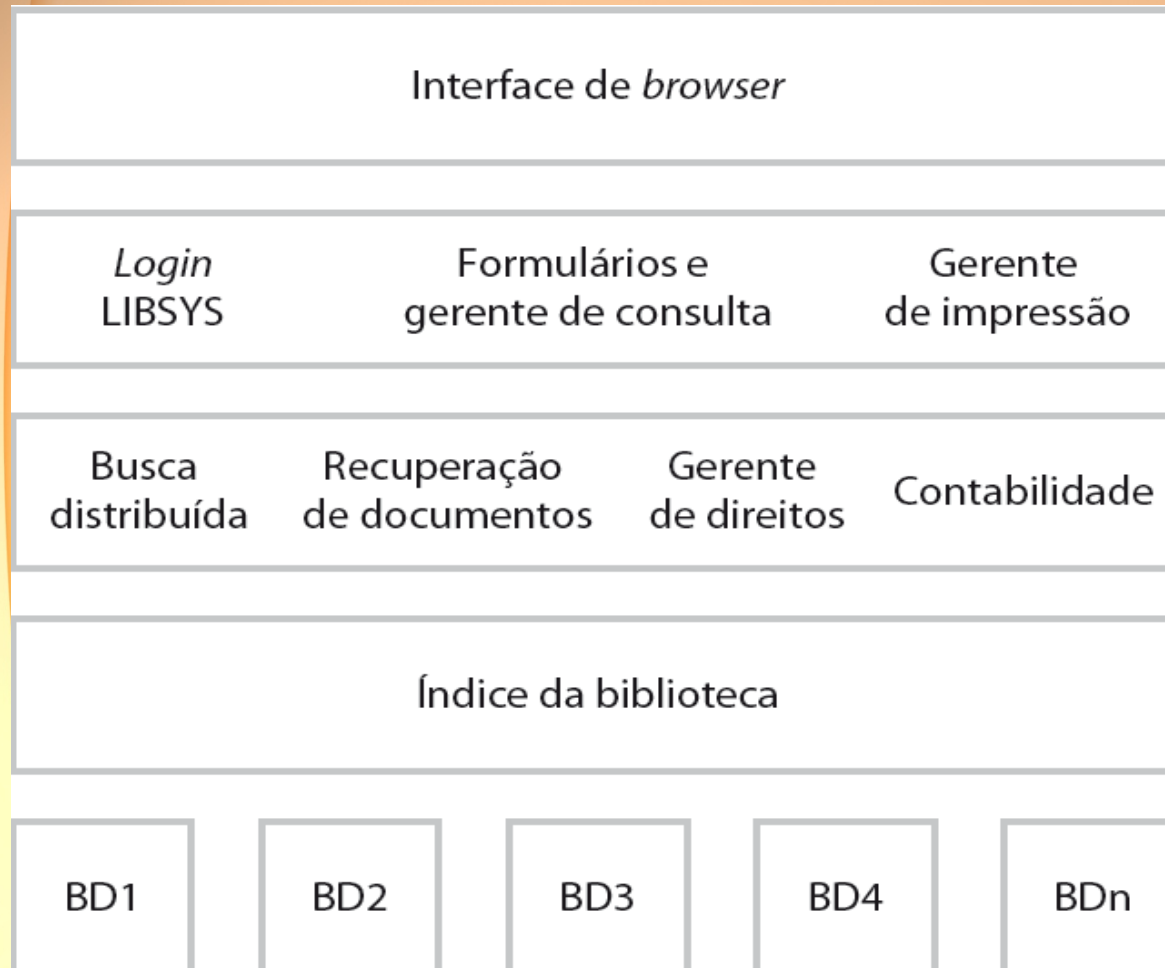 Interface de browser
Login
LIBSYS
Formulários e
gerente de consulta
Gerente
de impressão
Busca
distribuída
Recuperação
de documentos
Gerente
de direitos
Contabilidade
Índice da biblioteca
BD1
BD2
BD3
BD4
BDn